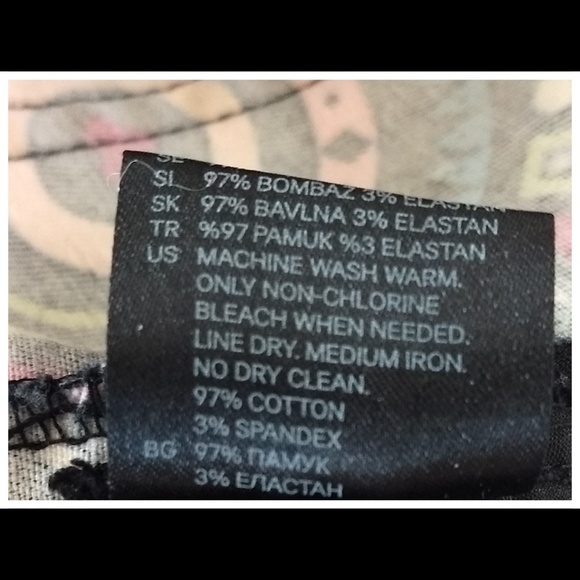 SL 97% BOMBAŽ 3% ELASTAN
SK 97% BAVLNA 3% ELASTAN
TR %97 PAMUK %3 ELASTAN
US MACHINE WASH WARM.
ONLY NON-CHLORINE
BLEACH WHEN NEEDED.
LINE DRY. MEDIUM IRON.
NO DRY CLEAN.
97% COTTON
3% SPANDEX
BG 97% ПАМУК
3% ЕЛАСТАН